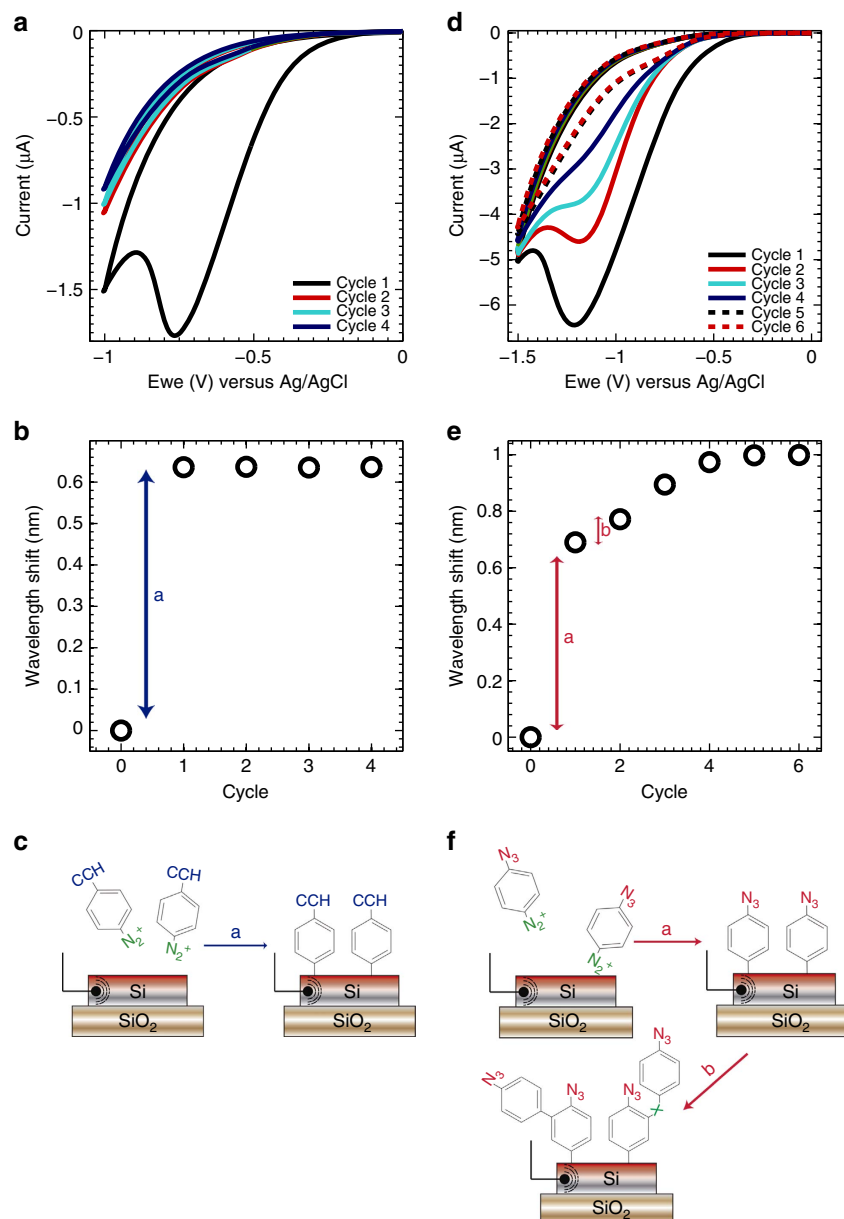 a
Current (µA)
0
−0.5
−1
−1.5
Cycle 1
Cycle 2
Cycle 3
Cycle 4
−1
−0.5
0
Ewe (V) versus Ag/AgCl
d
Current (µA)
0
−1
−2
−3
−4
−5
−6
Cycle 1
Cycle 2
Cycle 3
Cycle 4
Cycle 5
Cycle 6
−1.5
−1
−0.5
0
Ewe (V) versus Ag/AgCl
b
Wavelength shift (nm)
0.6
0.5
0.4
0.3
0.2
0.1
0
a
0
1
2
3
4
Cycle
e
Wavelength shift (nm)
1
0.8
0.6
0.4
0.2
0
b
a
0
2
4
6
Cycle
c
CCH
CCH
N2+
N2+
a
CCH
CCH
Si
SiO2
Si
SiO2
f
N3
N2+
N3
N2+
a
N3
N3
Si
SiO2
Si
SiO2
b
N3
N3
N3
N3
X
Si
SiO2